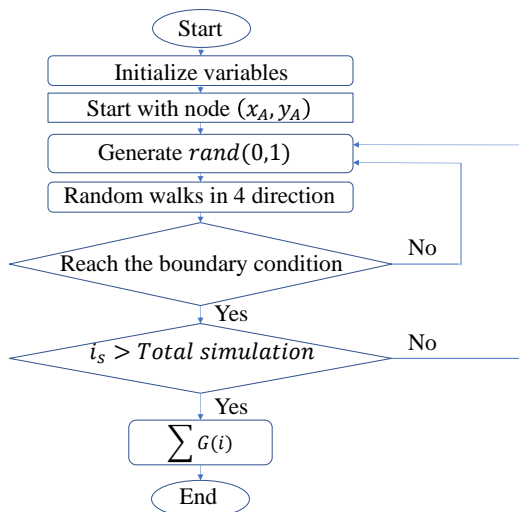 Start
Initialize variables
Start with node (x_A, y_A)
Generate rand(0,1)
Random walks in 4 direction
Reach the boundary condition
No
Yes
i_s > Total simulation
No
Yes
∑ G(i)
End